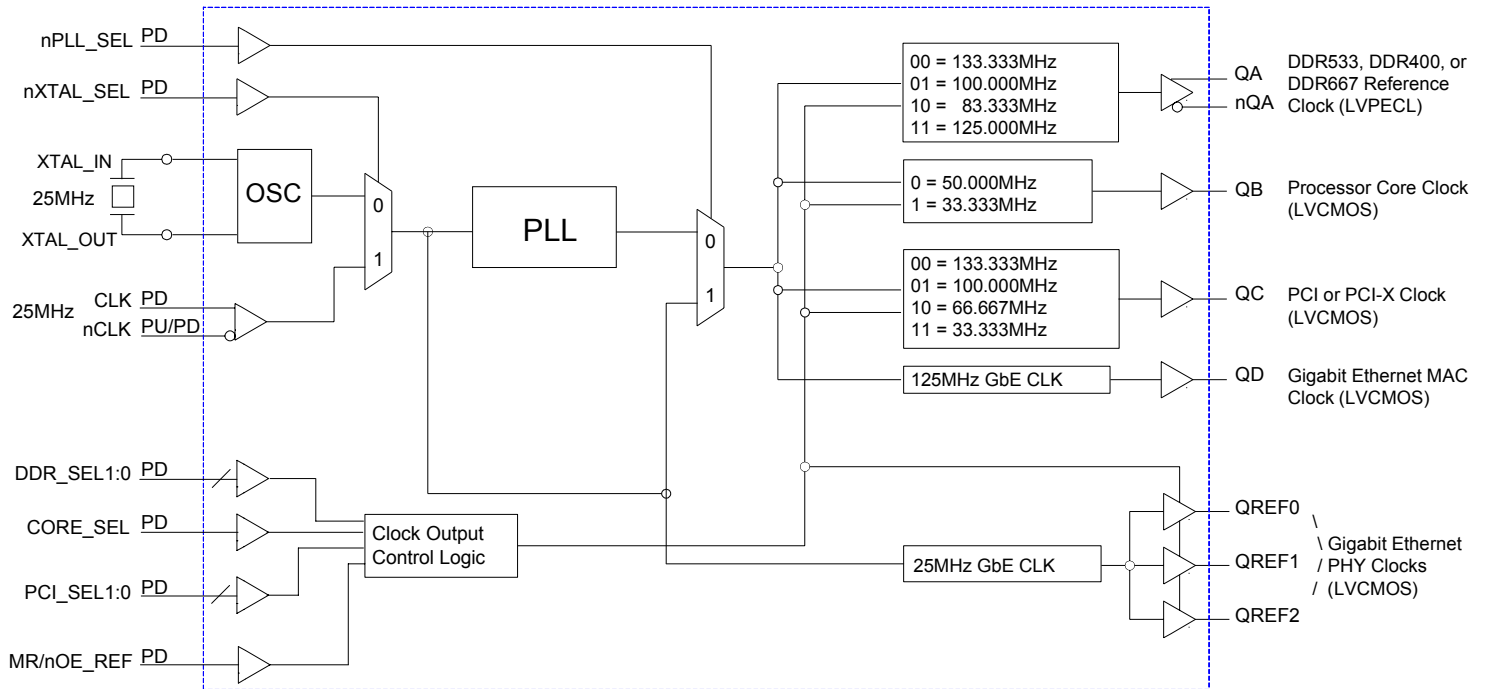 nPLL_SEL PD
nXTAL_SEL PD
XTAL_IN
25MHz
XTAL_OUT
OSC
0
1
25MHz
CLK PD
nCLK PU/PD
PLL
0
1
00 = 133.333MHz
01 = 100.000MHz
10 = 83.333MHz
11 = 125.000MHz
QA
nQA
DDR533, DDR400, or
DDR667 Reference
Clock (LVPECL)
0 = 50.000MHz
1 = 33.333MHz
QB
Processor Core Clock
(LVCMOS)
00 = 133.333MHz
01 = 100.000MHz
10 = 66.667MHz
11 = 33.333MHz
QC
PCI or PCI-X Clock
(LVCMOS)
125MHz GbE CLK
QD
Gigabit Ethernet MAC
Clock (LVCMOS)
DDR_SEL1:0 PD
CORE_SEL PD
PCI_SEL1:0 PD
MR/nOE_REF PD
Clock Output
Control Logic
25MHz GbE CLK
QREF0
QREF1
QREF2
\
\ Gigabit Ethernet
/ PHY Clocks
/ (LVCMOS)